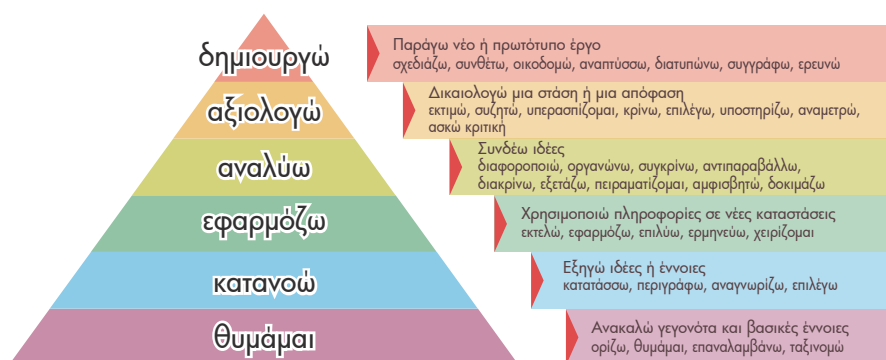 δημιουργώ
Παράγω νέο ή πρωτότυπο έργο
σχεδιάζω, συνθέτω, οικοδομώ, αναπτύσσω, διατυπώνω, συγγράφω, ερευνώ
αξιολογώ
Δικαιολογώ μια στάση ή μια απόφαση
εκτιμώ, συζητώ, υπερασπίζομαι, κρίνω, επιλέγω, υποστηρίζω, αναμετρώ,
ασκώ κριτική
αναλύω
Συνδέω ιδέες
διαφοροποιώ, οργανώνω, συγκρίνω, αντιπαραβάλλω,
διακρίνω, εξετάζω, πειραματίζομαι, αμφισβητώ, δοκιμάζω
εφαρμόζω
Χρησιμοποιώ πληροφορίες σε νέες καταστάσεις
εκτελώ, εφαρμόζω, επιλύω, ερμηνεύω, χειρίζομαι
κατανοώ
Εξηγώ ιδέες ή έννοιες
κατατάσσω, περιγράφω, αναγνωρίζω, επιλέγω
θυμάμαι
Ανακαλώ γεγονότα και βασικές έννοιες
ορίζω, θυμάμαι, επαναλαμβάνω, ταξινομώ